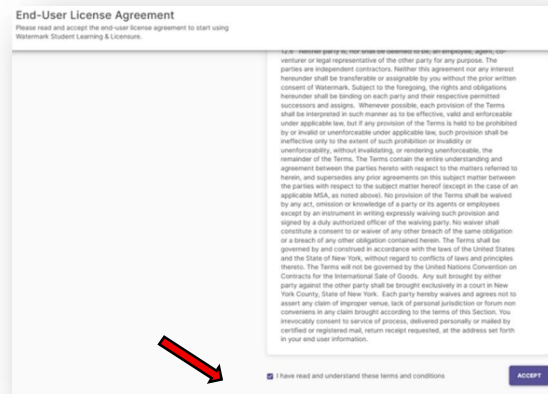 End-User License Agreement
Please read and accept the end-user license agreement to start using
Watermark Student Learning & Licensure.
12.6 Neither party is, nor shall be deemed to be, an employee, agent, co-
venturer or legal representative of the other party for any purpose. The
parties are independent contractors. Neither this agreement nor any interest
hereunder shall be transferable or assignable by you without the prior written
consent of Watermark. Subject to the foregoing, the rights and obligations
hereunder shall be binding on each party and their respective permitted
successors and assigns. Whenever possible, each provision of the Terms
shall be interpreted in such manner as to be effective, valid and enforceable
under applicable law, but if any provision of the Terms is held to be prohibited
by or invalid or unenforceable under applicable law, such provision shall be
ineffective only to the extent of such prohibition or invalidity or
unenforceability, without invalidating, or rendering unenforceable, the
remainder of the Terms. The Terms contain the entire understanding and
agreement between the parties hereto with respect to the matters referred to
herein, and supersedes any prior agreements on this subject matter between
the parties with respect to the subject matter hereof (except in the case of an
applicable MSA, as noted above). No provision of the Terms shall be waived
by any act, omission or knowledge of a party or its agents or employees
except by an instrument in writing expressly waiving such provision and
signed by a duly authorized officer of the waiving party. No waiver shall
constitute a consent to or waiver of any other breach of the same obligation
or a breach of any other obligation contained herein. The Terms shall be
governed by and construed in accordance with the laws of the United States
and the State of New York, without regard to conflicts of laws and principles
thereto. The Terms will not be governed by the United Nations Convention on
Contracts for the International Sale of Goods. Any suit brought by either
party against the other party shall be brought exclusively in a court in New
York County, State of New York. Each party hereby waives and agrees not to
assert any claim of improper venue, lack of personal jurisdiction or forum non
conveniens in any claim brought according to the terms of this Section. You
irrevocably consent to service of process, delivered personally or mailed by
certified or registered mail, return receipt requested, at the address set forth
in your end user information.
I have read and understand these terms and conditions
ACCEPT